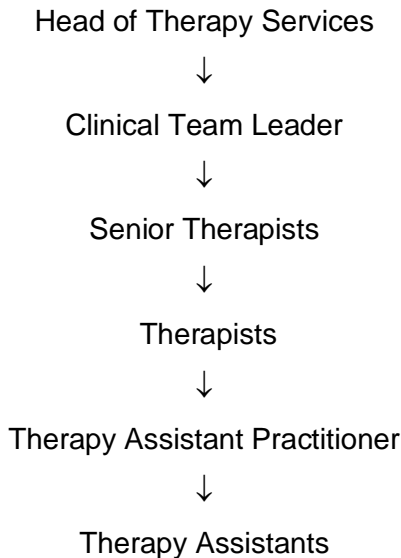 Head of Therapy Services
↓
Clinical Team Leader
↓
Senior Therapists
↓
Therapists
↓
Therapy Assistant Practitioner
↓
Therapy Assistants